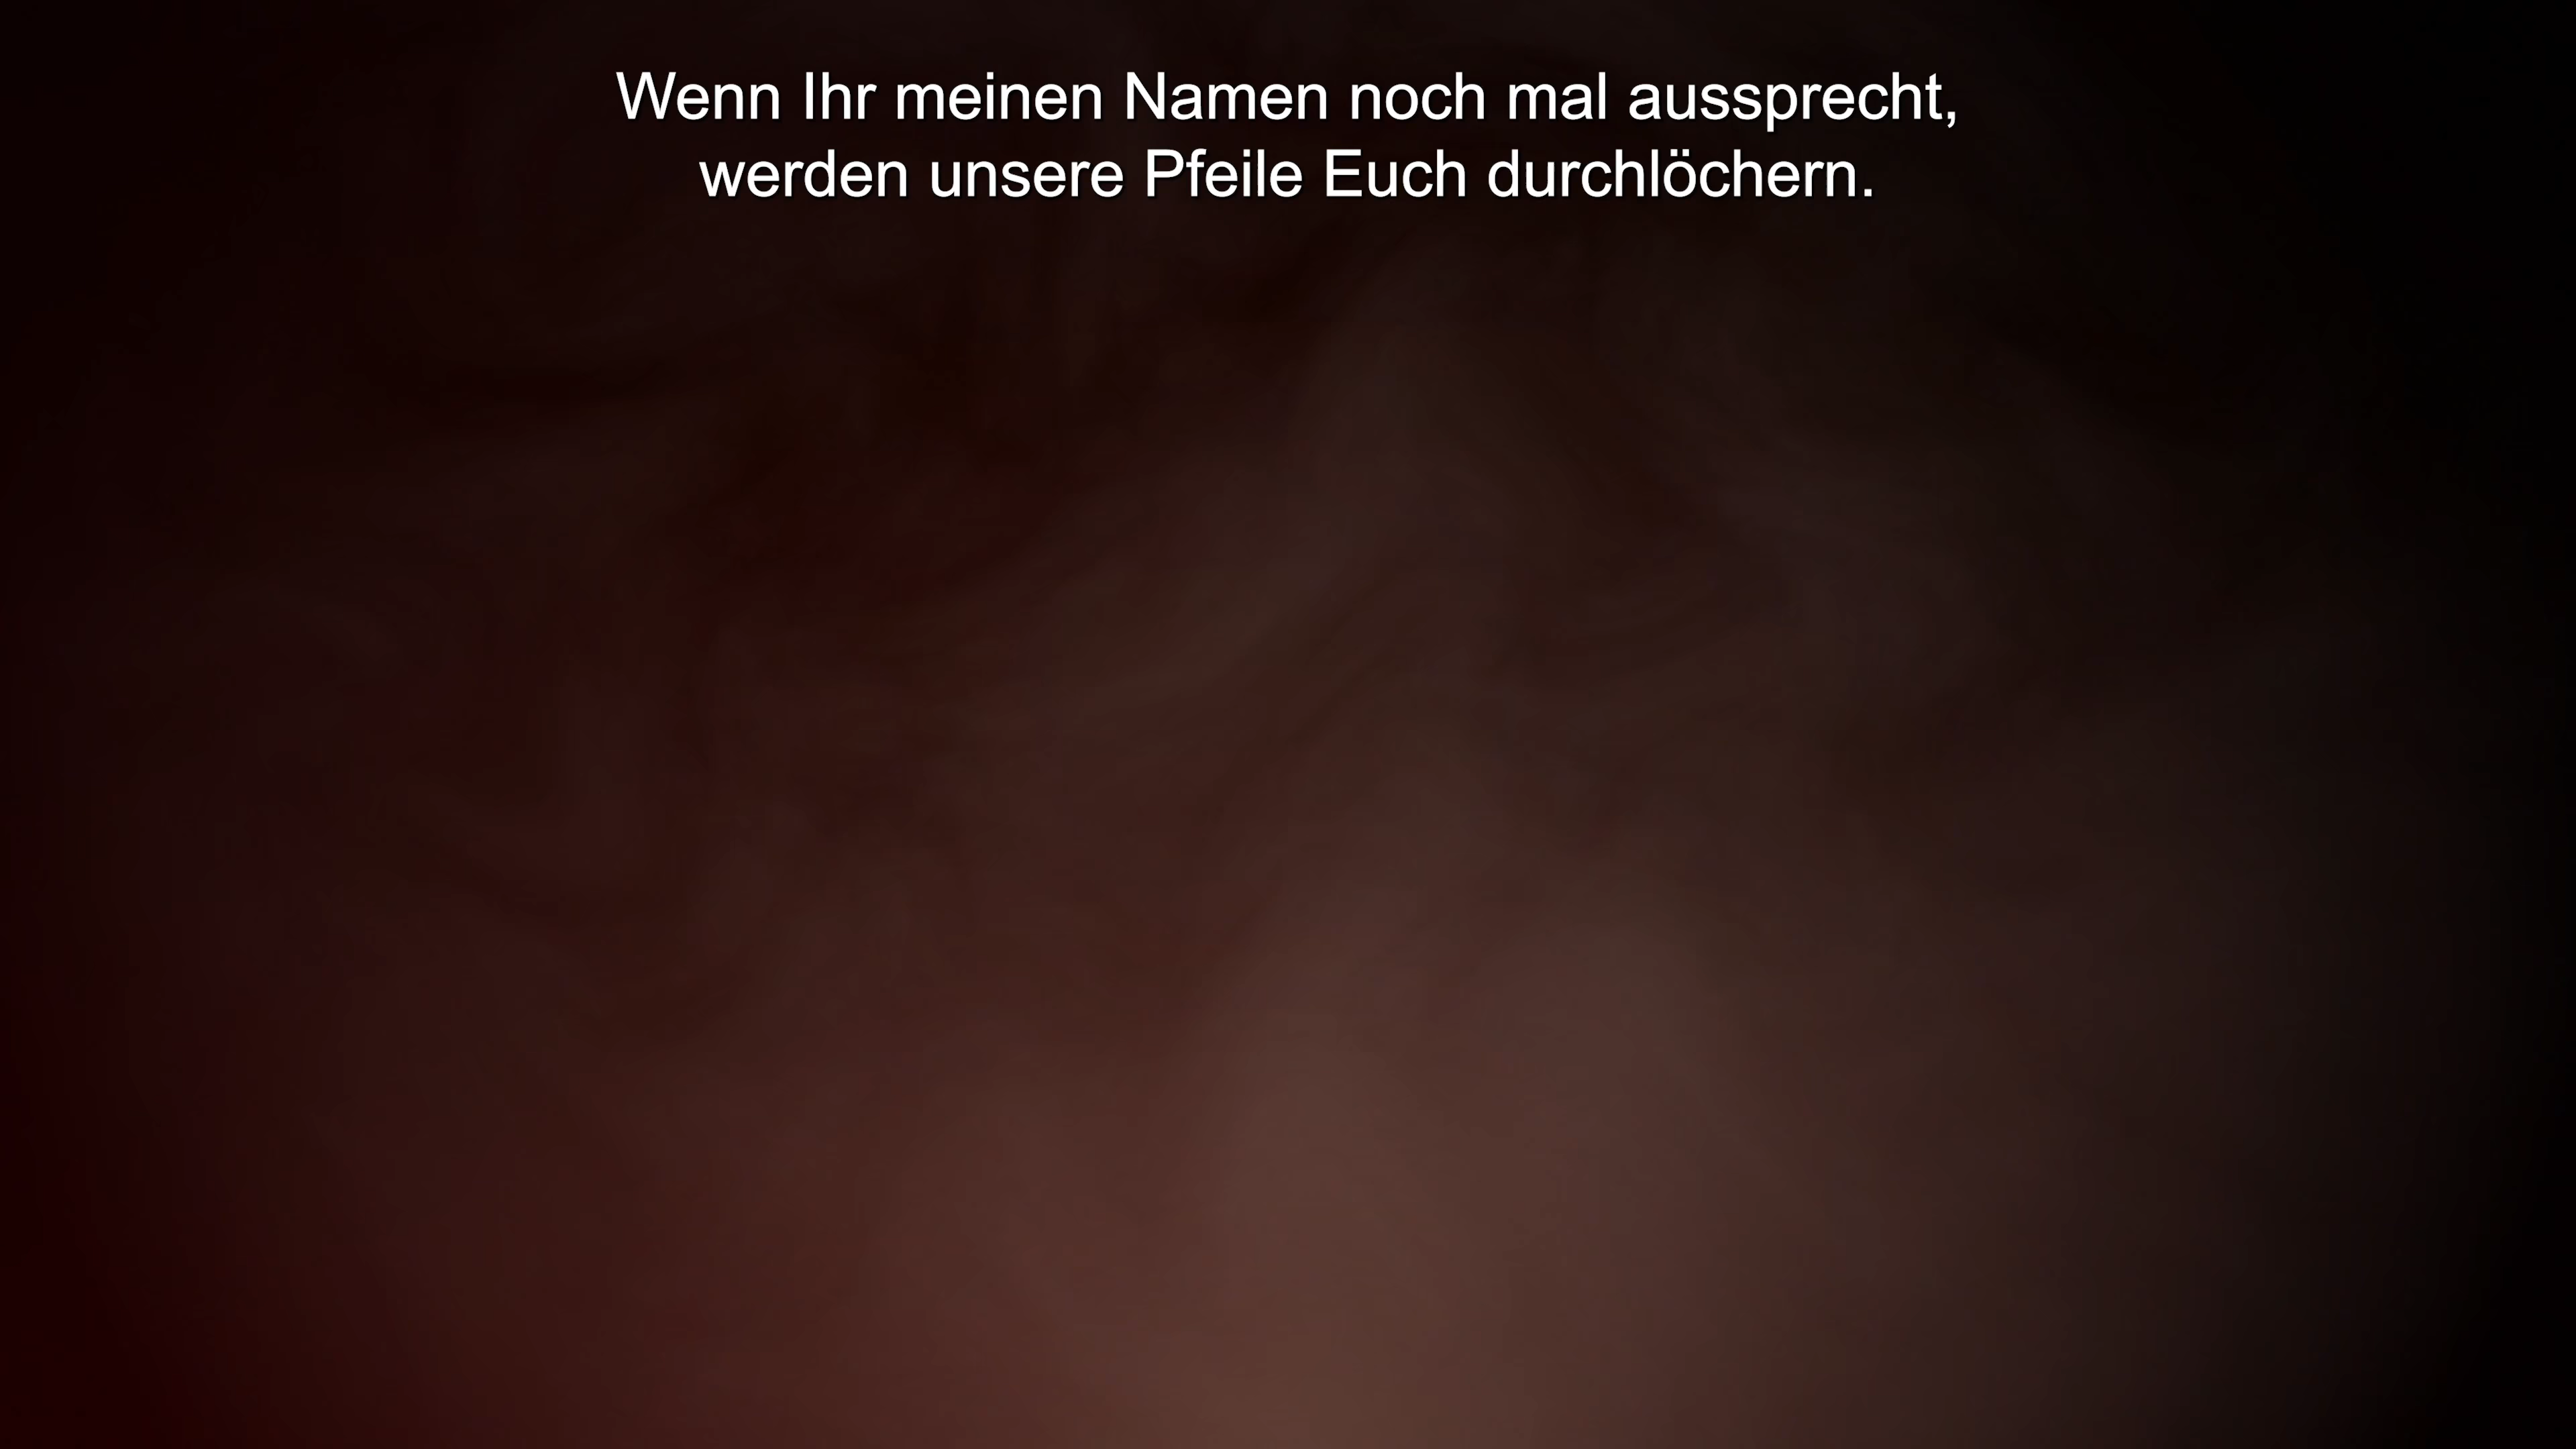 Wenn Ihr meinen Namen noch mal aussprecht,
werden unsere Pfeile Euch durchlöchern.